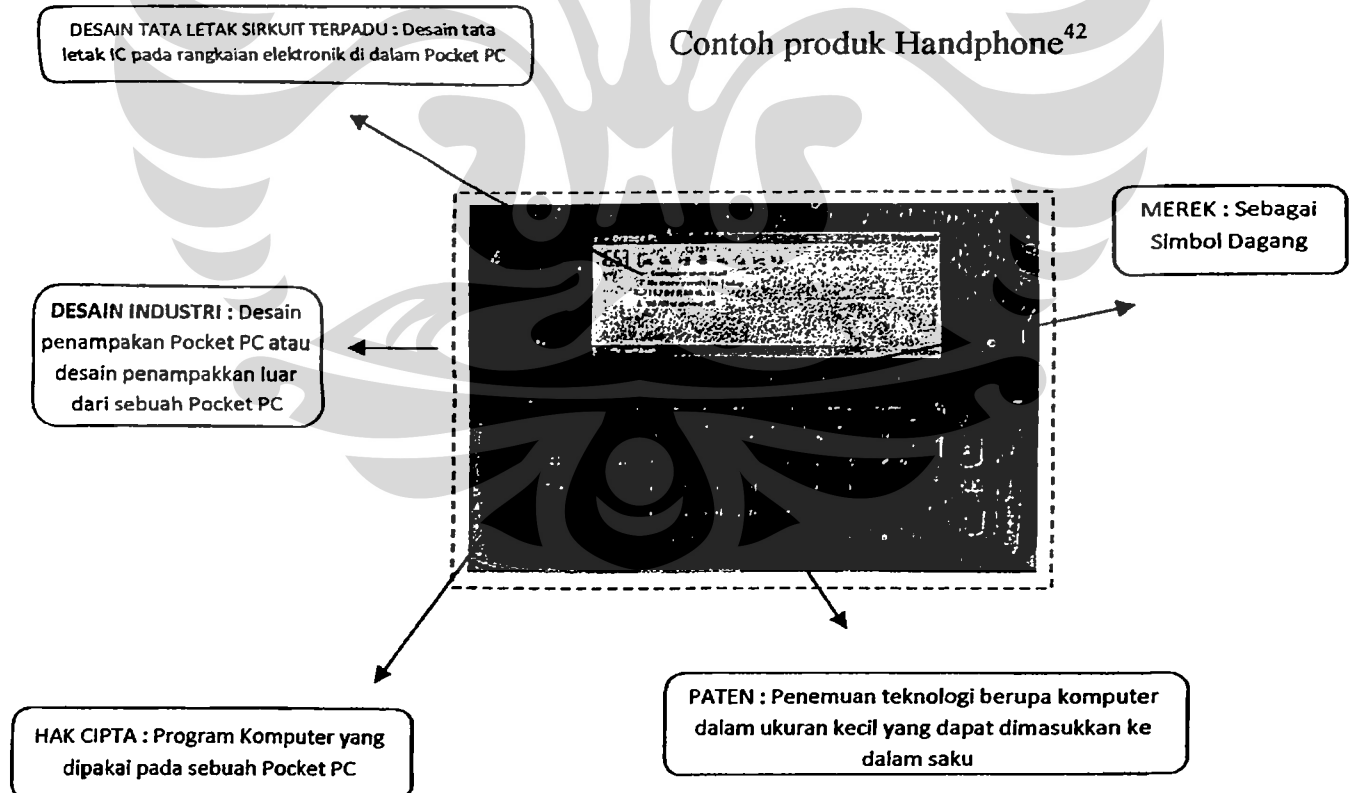 DESAIN TATA LETAK SIRKUIT TERPADU : Desain tata
letak IC pada rangkaian elektronik di dalam Pocket PC
Contoh produk Handphone42
MEREK : Sebagai
Simbol Dagang
DESAIN INDUSTRI : Desain
penampakan Pocket PC atau
desain penampakkan luar
dari sebuah Pocket PC
HAK CIPTA : Program Komputer yang
dipakai pada sebuah Pocket PC
PATEN : Penemuan teknologi berupa komputer
dalam ukuran kecil yang dapat dimasukkan ke
dalam saku